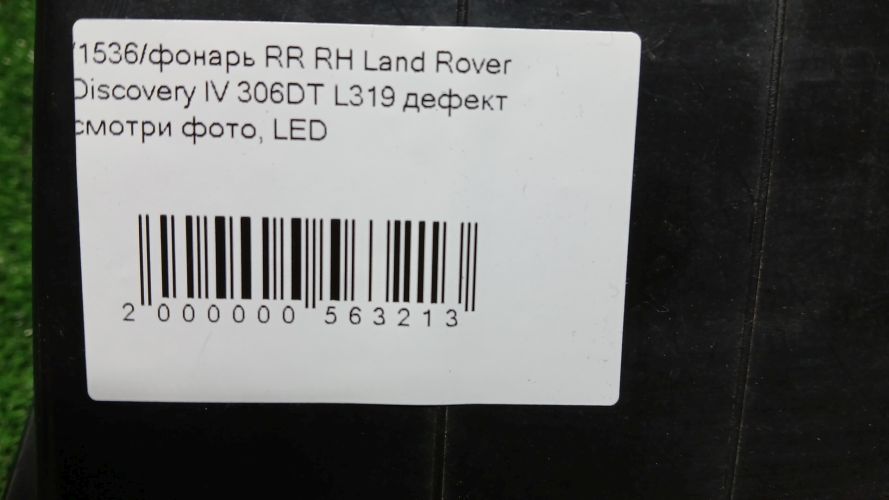 /1536/фонарь RR RH Land Rover
Discovery IV 306DT L319 дефект
смотри фото, LED
2 000000 563213